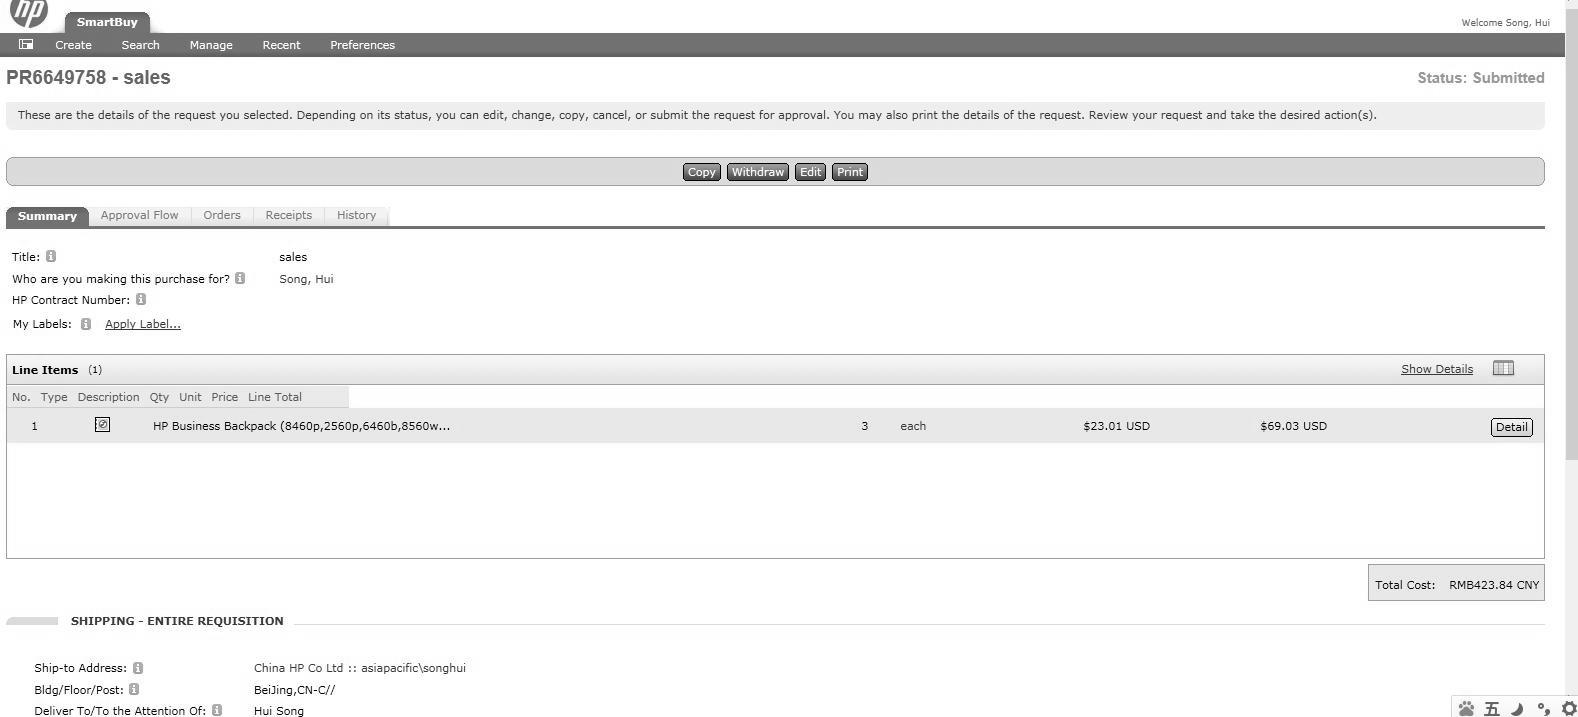 hp
SmartBuy
Welcome Song, Hui
Create Search Manage Recent Preferences
PR6649758 - sales
Status: Submitted
These are the details of the request you selected. Depending on its status, you can edit, change, copy, cancel, or submit the request for approval. You may also print the details of the request. Review your request and take the desired action(s).
Copy Withdraw Edit Print
Summary Approval Flow Orders Receipts History
Title: i sales
Who are you making this purchase for? i Song, Hui
HP Contract Number: i
My Labels: i Apply Label...
Line Items (1) Show Details
No. Type Description Qty Unit Price Line Total
1 HP Business Backpack (8460p,2560p,6460b,8560w... 3 each $23.01 USD $69.03 USD Detail
Total Cost: RMB423.84 CNY
SHIPPING - ENTIRE REQUISITION
Ship-to Address: i China HP Co Ltd :: asiapacific\songhui
Bldg/Floor/Post: i BeiJing,CN-C//
Deliver To/To the Attention Of: i Hui Song
五